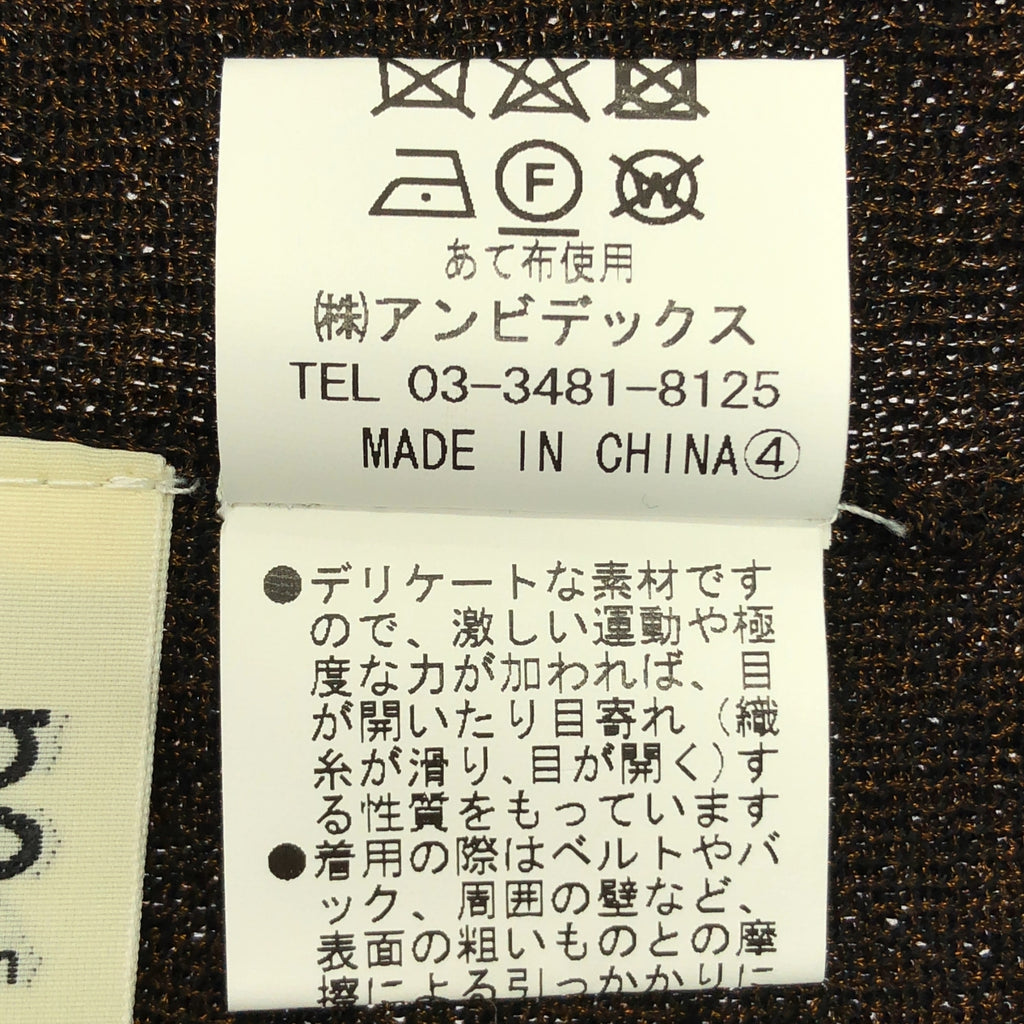 F
W
あて布使用
㈱アンビデックス
TEL 03-3481-8125
MADE IN CHINA④
●デリケートな素材です
ので、激しい運動や極
度な力が加われば、目
が開いたり目寄れ（織
糸が滑り、目が開く）す
る性質をもっています
●着用の際はベルトやバ
ック、周囲の壁など、
表面の粗いものとの摩
擦による引っかかりに